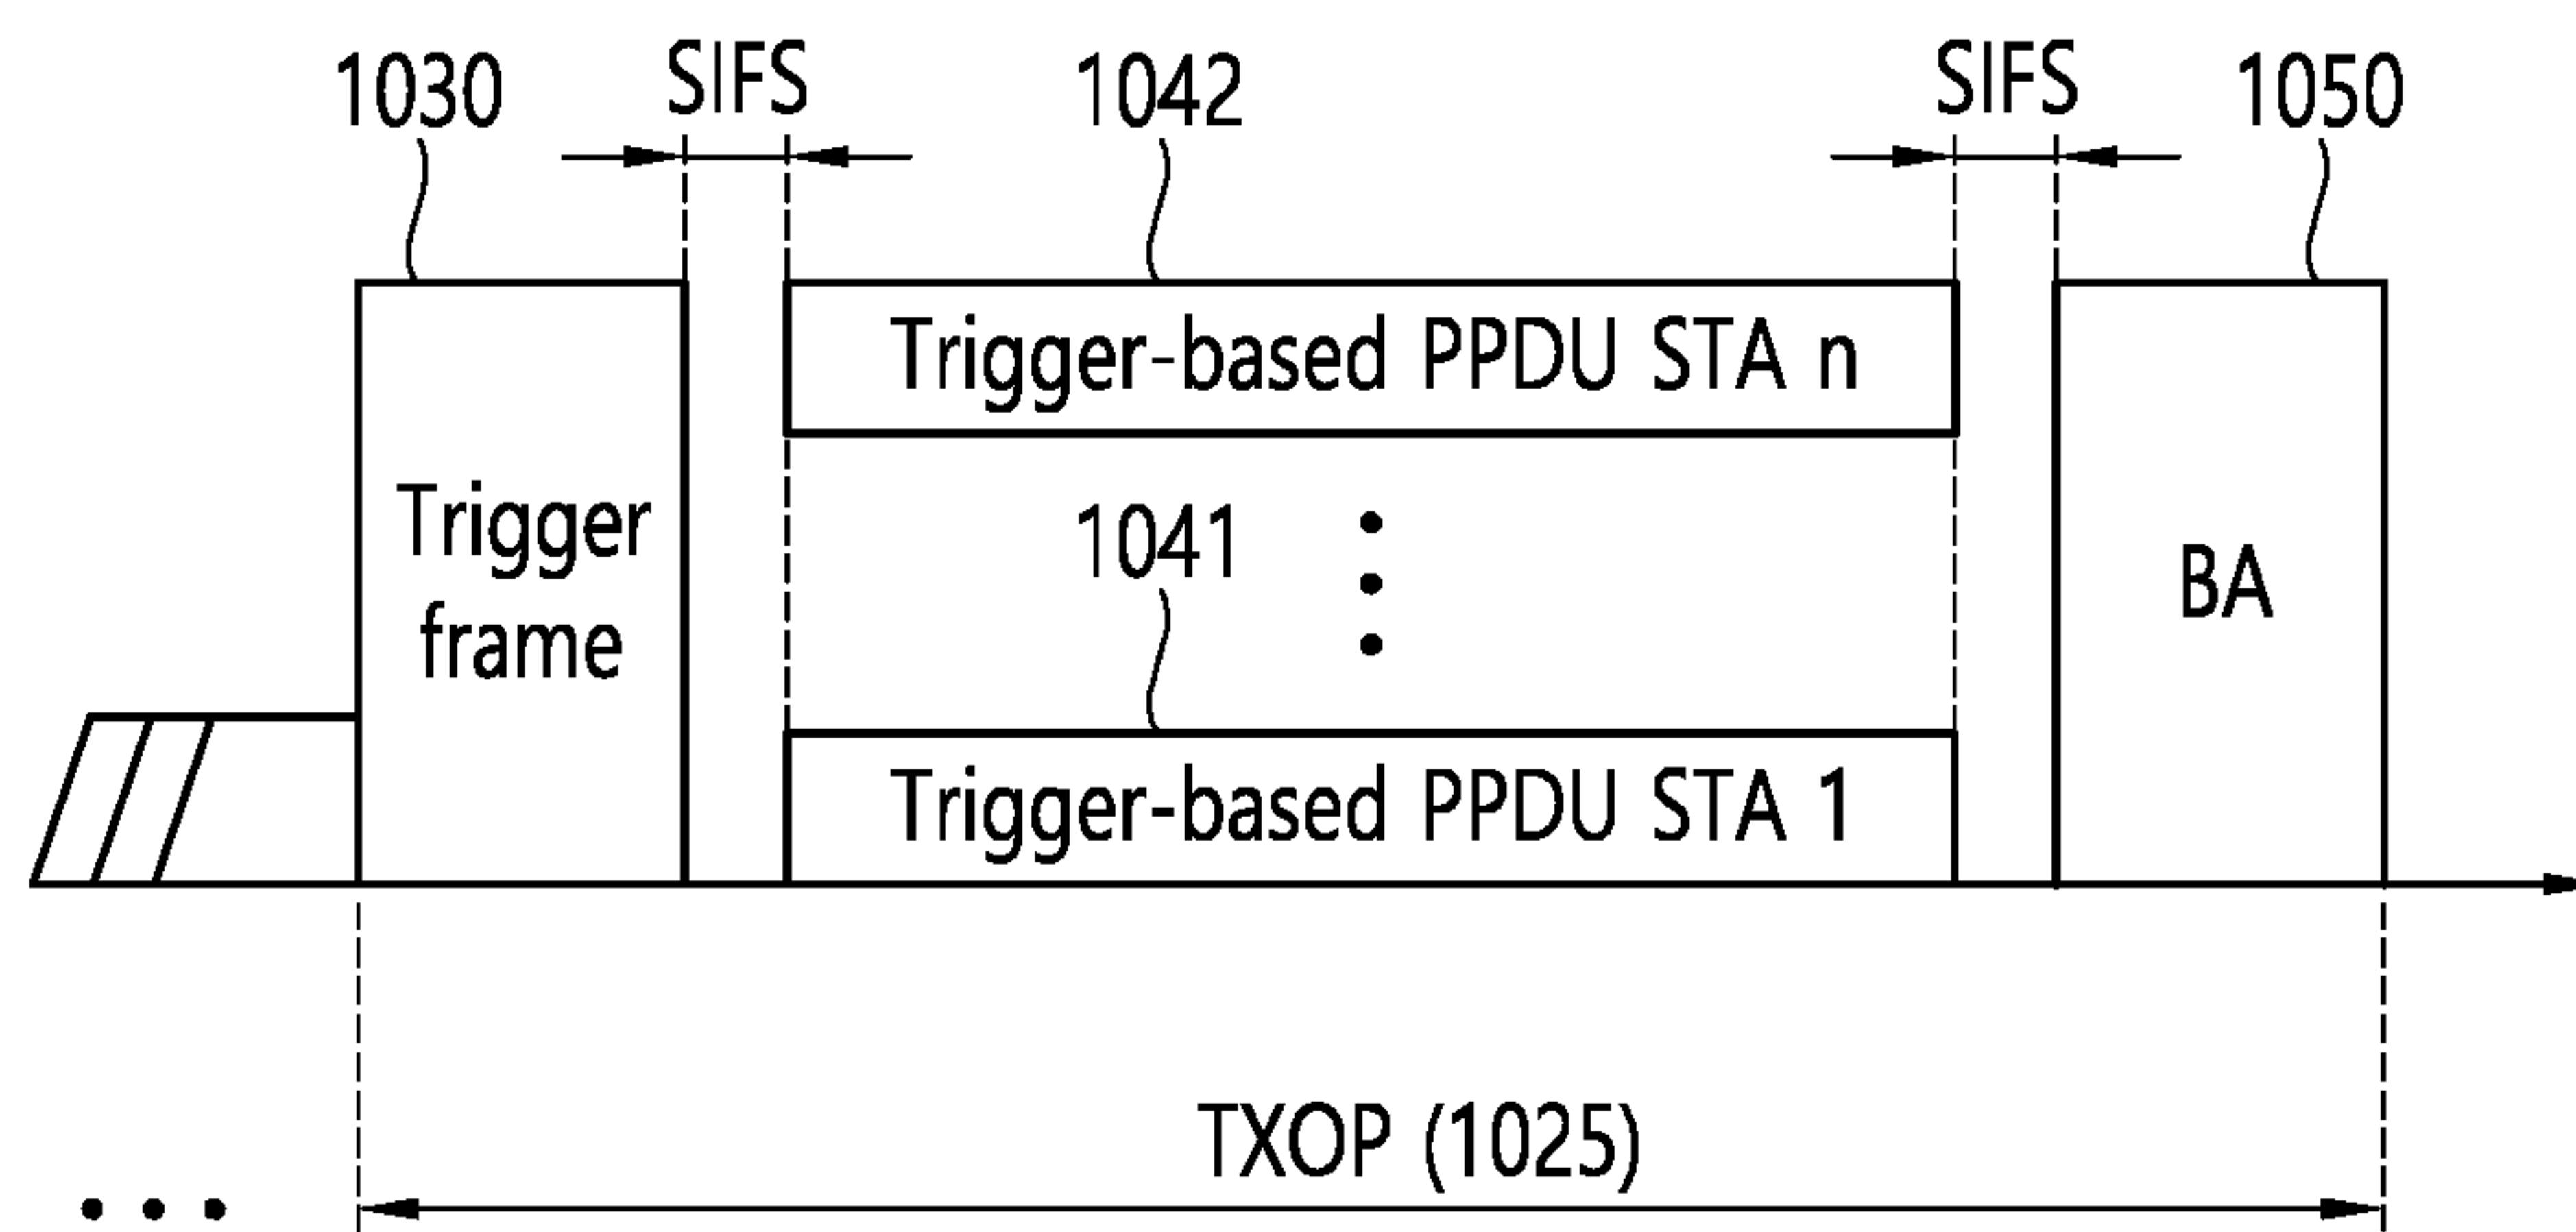 1030
SIFS
1042
SIFS
1050
Trigger-based PPDU STA n
Trigger
frame
1041
BA
Trigger-based PPDU STA 1
TXOP (1025)